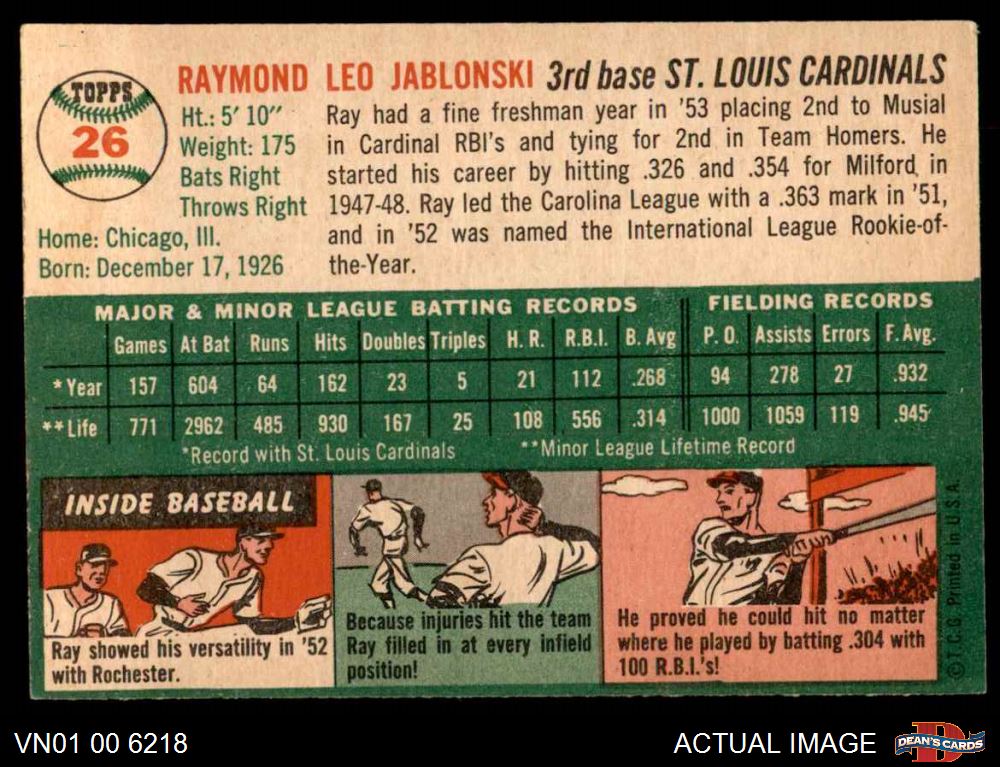 TOPPS
26
RAYMOND LEO JABLONSKI 3rd base ST. LOUIS CARDINALS
Ht.: 5' 10"
Weight: 175
Bats Right
Throws Right
Home: Chicago, Ill.
Born: December 17, 1926
Ray had a fine freshman year in '53 placing 2nd to Musial
in Cardinal RBI's and tying for 2nd in Team Homers. He
started his career by hitting .326 and .354 for Milford, in
1947-48. Ray led the Carolina League with a .363 mark in '51,
and in '52 was named the International League Rookie-of-
the-Year.
MAJOR & MINOR LEAGUE BATTING RECORDS FIELDING RECORDS
Games At Bat Runs Hits Doubles Triples H. R. R.B.I. B. Avg P. O. Assists Errors F. Avg.
*Year 157 604 64 162 23 5 21 112 .268 94 278 27 .932
**Life 771 2962 485 930 167 25 108 556 .314 1000 1059 119 .945
*Record with St. Louis Cardinals **Minor League Lifetime Record
INSIDE BASEBALL
Ray showed his versatility in '52
with Rochester.
Because injuries hit the team
Ray filled in at every infield
position!
He proved he could hit no matter
where he played by batting .304 with
100 R.B.I.'s!
© T.C.G. Printed in U.S.A.
VN01 00 6218
ACTUAL IMAGE
DEAN'S CARDS